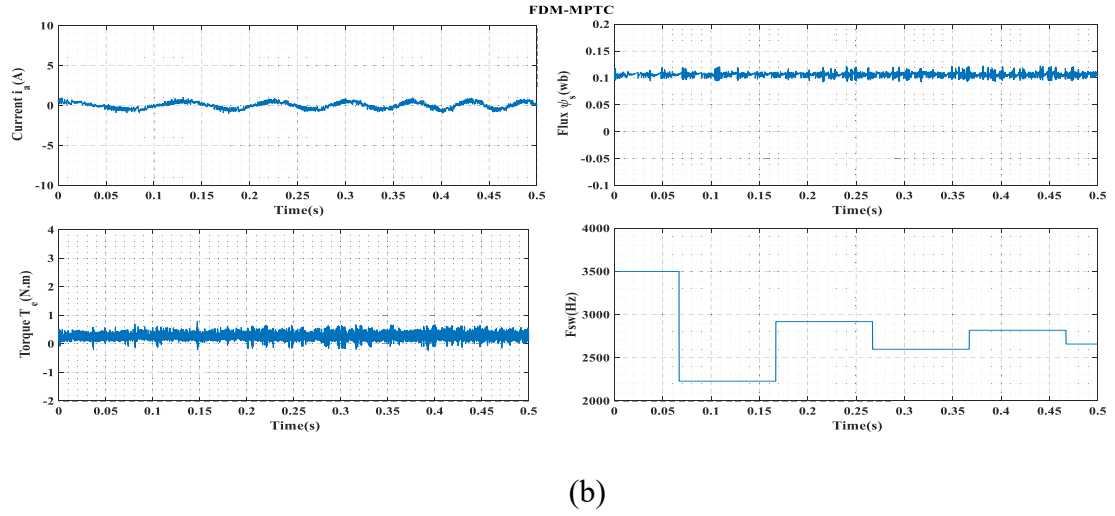 FDM-MPTC
10
5
0
-5
-10
Current i_a(A)
0 0.05 0.1 0.15 0.2 0.25 0.3 0.35 0.4 0.45 0.5
Time(s)
0.2
0.15
0.1
0.05
0
-0.05
-0.1
Flux ψ_s(wb)
0 0.05 0.1 0.15 0.2 0.25 0.3 0.35 0.4 0.45 0.5
Time(s)
4
3
2
1
0
-1
-2
Torque T_e(N.m)
0 0.05 0.1 0.15 0.2 0.25 0.3 0.35 0.4 0.45 0.5
Time(s)
4000
3500
3000
2500
2000
Fsw(Hz)
0 0.05 0.1 0.15 0.2 0.25 0.3 0.35 0.4 0.45 0.5
Time(s)
(b)